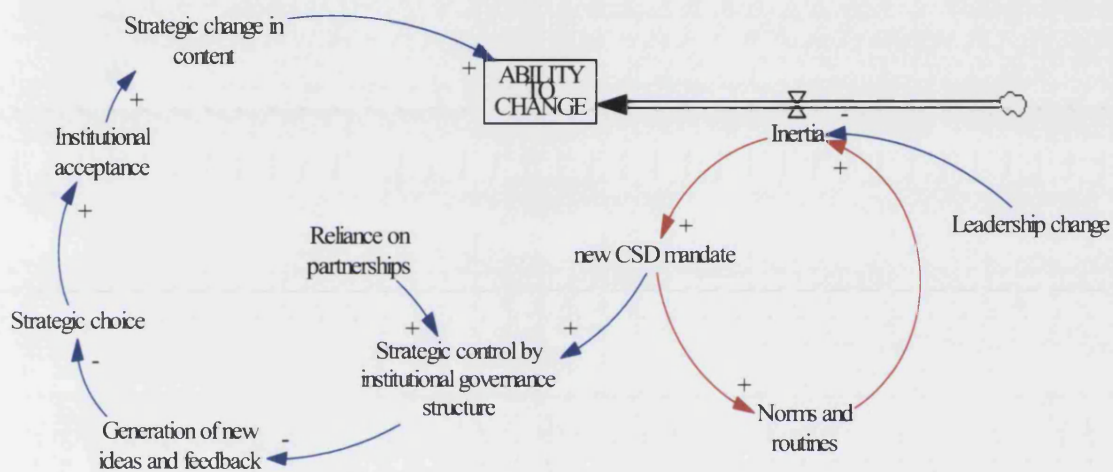 Strategic change in
content
+
ABILITY
TO
CHANGE
+
Institutional
acceptance
-
Inertia
+
+
Leadership change
Reliance on
partnerships
+
new CSD mandate
Strategic choice
+
+
-
Strategic control by
institutional governance
structure
+
Norms and
routines
Generation of new
ideas and feedback
-